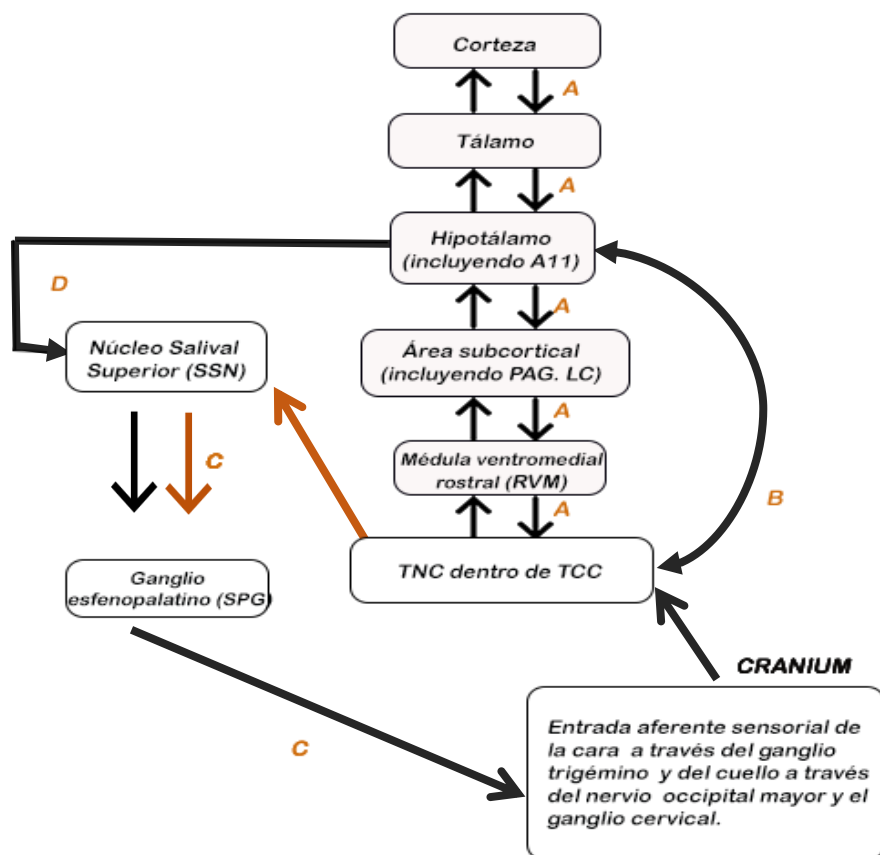 Corteza
A
Tálamo
A
Hipotálamo
(incluyendo A11)
D
A
Núcleo Salival
Superior (SSN)
Área subcortical
(incluyendo PAG. LC)
A
C
Médula ventromedial
rostral (RVM)
B
A
Ganglio
esfenopalatino (SPG)
TNC dentro de TCC
CRANIUM
C
Entrada aferente sensorial de
la cara a través del ganglio
trigémino y del cuello a través
del nervio occipital mayor y el
ganglio cervical.